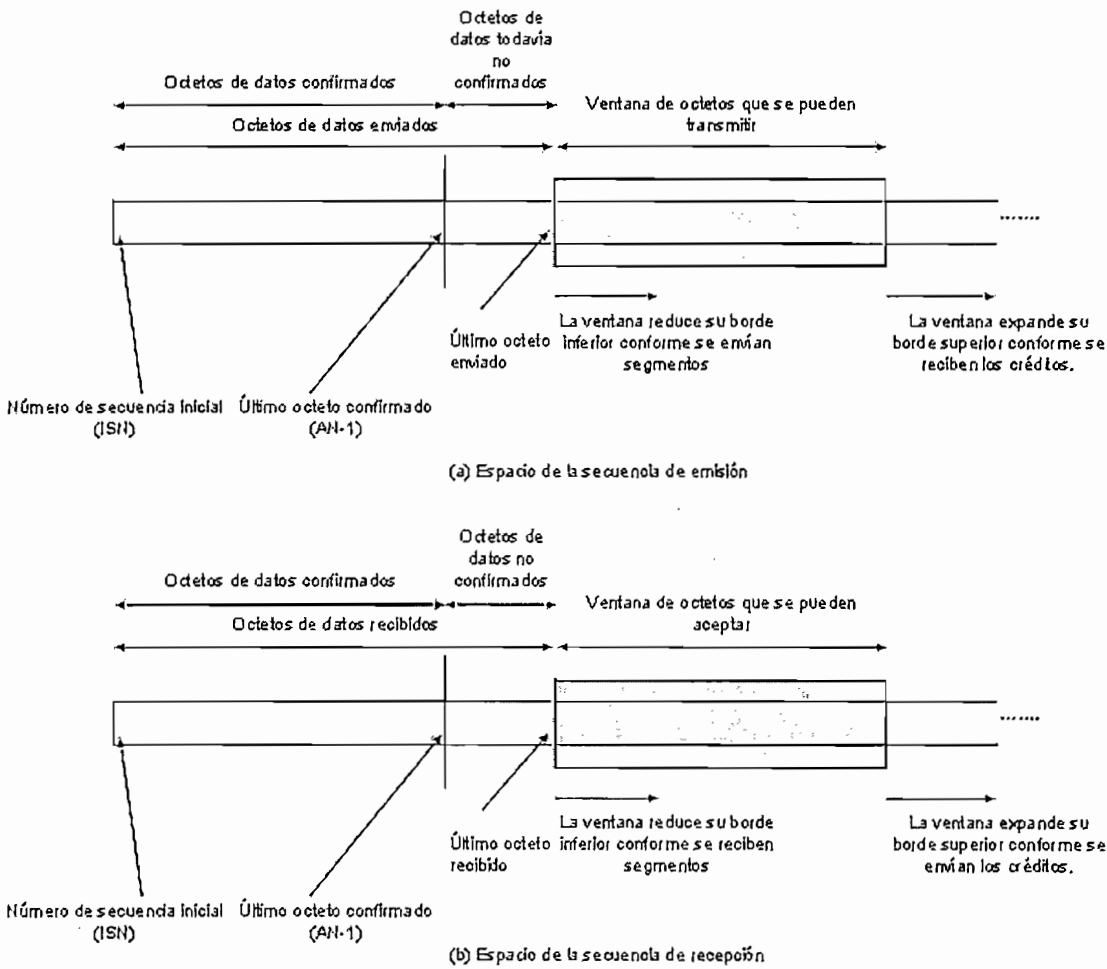 Octetos de
datos todavía
no
confirmados
Octetos de datos confirmados
Ventana de octetos que se pueden
transmitir
Octetos de datos enviados
.......
Último octeto
enviado
La ventana reduce su borde
inferior conforme se envían
segmentos
La ventana expande su
borde superior conforme se
reciben los créditos.
Número de secuencia inicial
(ISN)
Último octeto confirmado
(AN-1)
(a) Espacio de la secuencia de emisión
Octetos de
datos no
confirmados
Octetos de datos confirmados
Ventana de octetos que se pueden
aceptar
Octetos de datos recibidos
.......
Último octeto
recibido
La ventana reduce su borde
inferior conforme se reciben
segmentos
La ventana expande su
borde superior conforme se
envían los créditos.
Número de secuencia inicial
(ISN)
Último octeto confirmado
(AN-1)
(b) Espacio de la secuencia de recepción